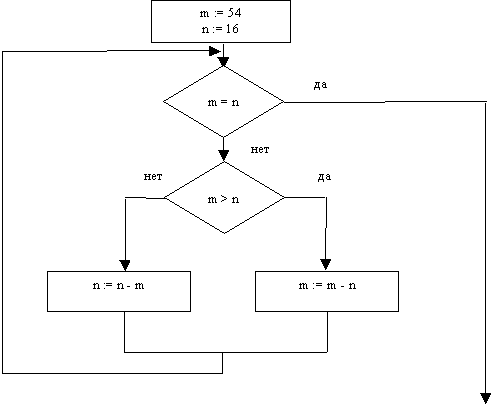 m := 54
n := 16
m = n
да
нет
нет
m > n
да
n := n - m
m := m - n